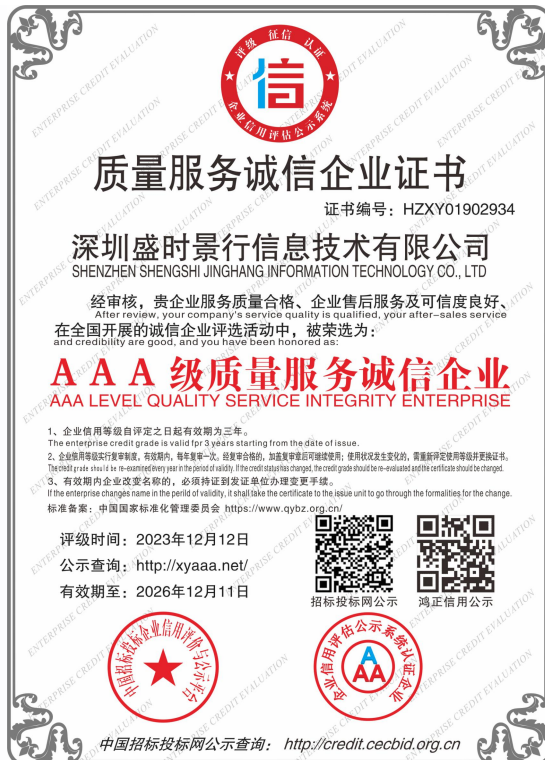 评级 征信 认证
信
企业信用评估公示系统
质量服务诚信企业证书
证书编号：HZXY01902934
深圳盛时景行信息技术有限公司
SHENZHEN SHENGSHI JINGHANG INFORMATION TECHNOLOGY CO., LTD
经审核，贵企业服务质量合格、企业售后服务及可信度良好、
After review, your company's service quality is qualified, your after-sales service
在全国开展的诚信企业评选活动中，被荣选为：
and credibility are good, and you have been honored as:
AAA级质量服务诚信企业
AAA LEVEL QUALITY SERVICE INTEGRITY ENTERPRISE
1、企业信用等级自评定之日起有效期为三年。
The enterprise credit grade is valid fpr 3 years starting from the date of issue.
2、企业信用等级实行复审制度，有效期内，每年复审一次。经复审合格的，加盖复审章后可继续使用；使用状况发生变化的，需重新评定使用等级并更换证书。
The credit grade should be re-examined every year in the period of validity. If the credit status has changed, the credit grade should be re-evaluated and the certificate should be changed.
3、有效期内企业改变名称的，必须持证到发证单位办理变更手续。
If the enterprise changes name in the perild of validity, it shall take the certificate to the issue unit to go through the formalities for the change.
标准备案：中国国家标准化管理委员会 https://www.qybz.org.cn/
评级时间：2023年12月12日
公示查询：http://xyaaa.net/
有效期至：2026年12月11日
招标投标网公示
鸿正信用公示
中国招标投标企业信用评价与公示平台
企业信用评估公示系统认证企业
A
AA
中国招标投标网公示查询： http://credit.cecbid.org.cn
ENTERPRISE CREDIT EVALUATION